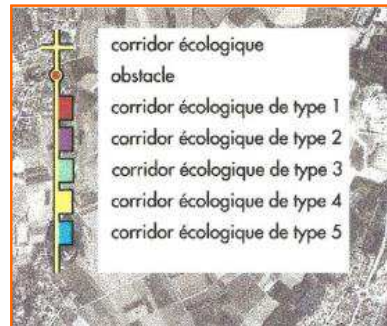 corridor écologique
obstacle
corridor écologique de type 1
corridor écologique de type 2
corridor écologique de type 3
corridor écologique de type 4
corridor écologique de type 5